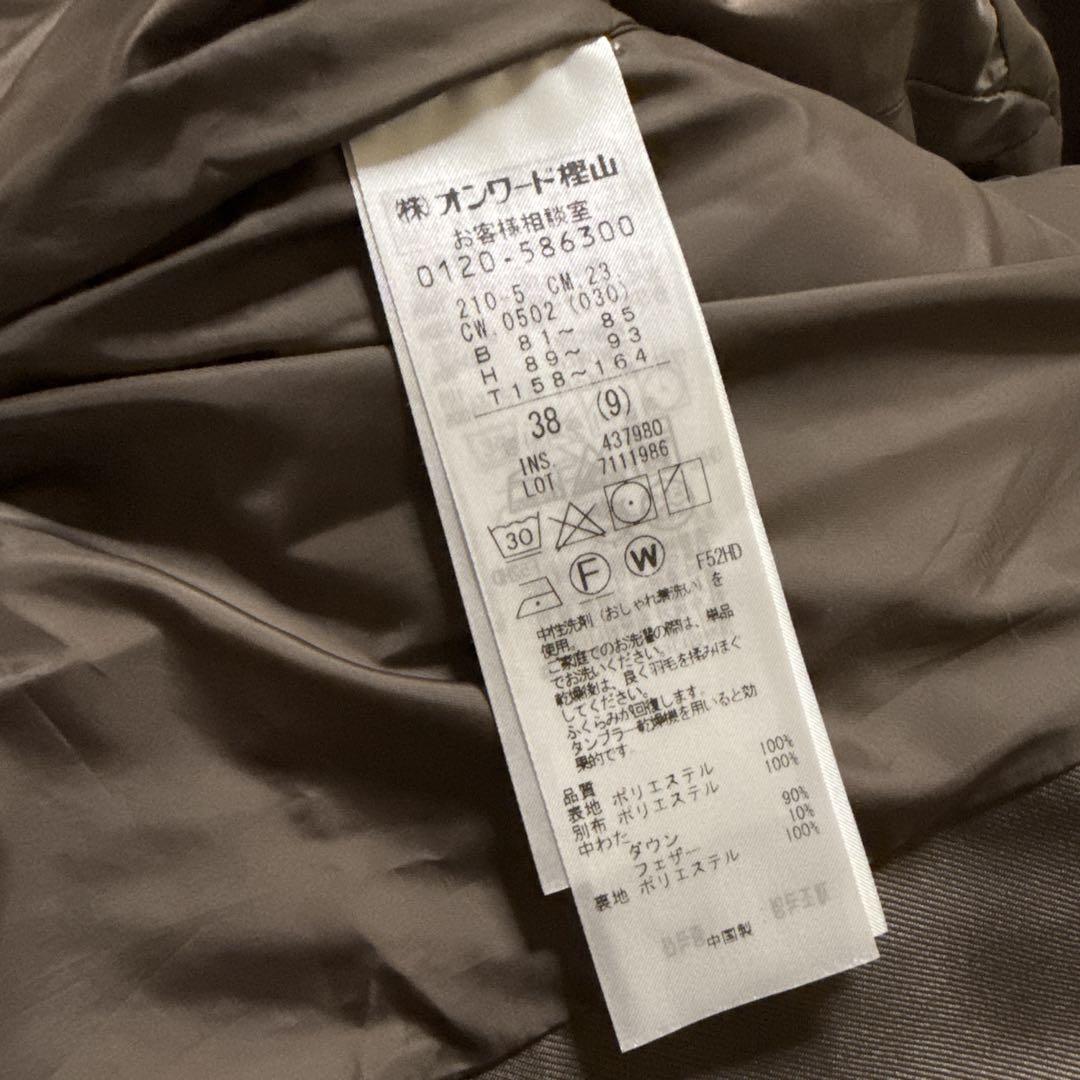 ㈱オンワード樫山
お客様相談室
0120-586300
210-5 CM.23.
CW.0502 (030)
B 81～ 85
H 89～ 93
T 158～164
38 (9)
INS. 437980
LOT 7111986
30
F W F52HD
中性洗剤（おしゃれ着洗い）を
使用。
ご家庭でのお洗濯の際は、単品
でお洗いください。
乾燥後は、良く羽毛を揉みほぐ
してください。
ふくらみが回復します。
タンブラー乾燥機を用いると効
果的です。
品質
表地 ポリエステル 100%
別布 ポリエステル 100%
中わた
ダウン 90%
フェザー 10%
裏地 ポリエステル 100%
中国製